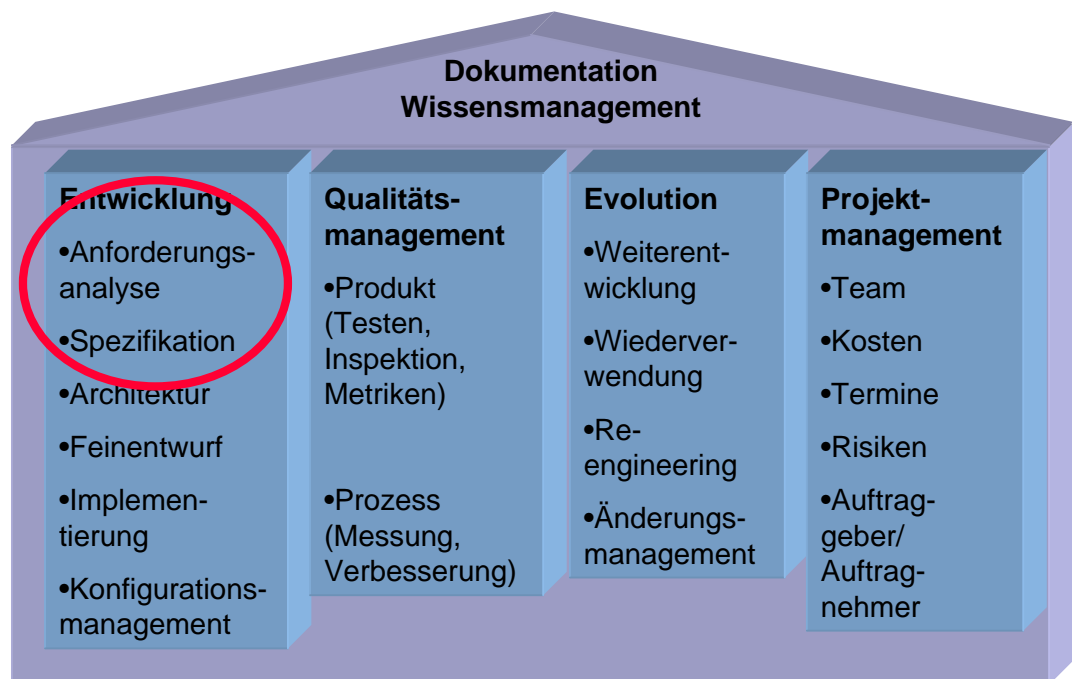 Dokumentation
Wissensmanagement
Entwicklung
•Anforderungs-
analyse
•Spezifikation
•Architektur
•Feinentwurf
•Implemen-
tierung
•Konfigurations-
management
Qualitäts-
management
•Produkt
(Testen,
Inspektion,
Metriken)
•Prozess
(Messung,
Verbesserung)
Evolution
•Weiterent-
wicklung
•Wiederver-
wendung
•Re-
engineering
•Änderungs-
management
Projekt-
management
•Team
•Kosten
•Termine
•Risiken
•Auftrag-
geber/
Auftrag-
nehmer